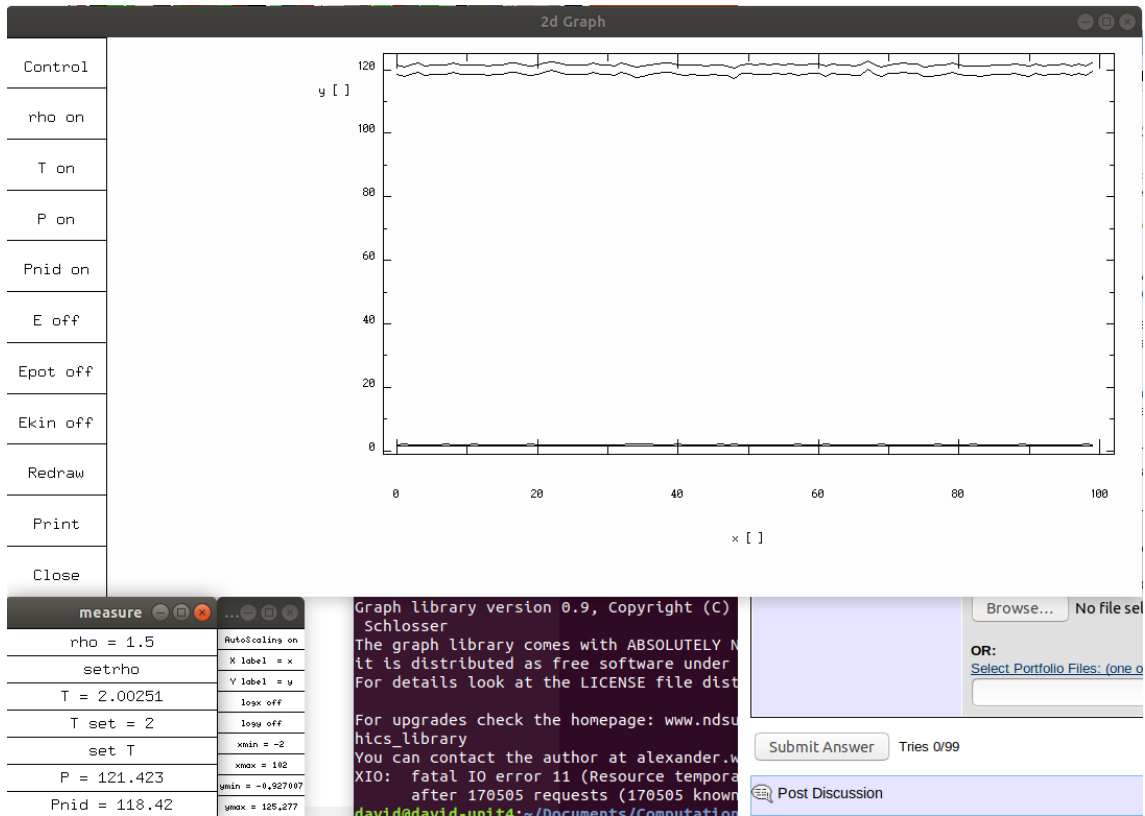 2d Graph
Control
rho on
T on
P on
Pnid on
E off
Epot off
Ekin off
Redraw
Print
Close
y [ ]
120
100
80
60
40
20
0
0 20 40 60 80 100
x [ ]
measure
rho = 1.5
setrho
T = 2.00251
T set = 2
set T
P = 121.423
Pnid = 118.42
...
AutoScaling on
X label = x
Y label = y
logx off
logy off
xmin = -2
xmax = 102
ymin = -0.927007
ymax = 125.277
Graph library version 0.9, Copyright (C)
Schlosser
The graph library comes with ABSOLUTELY N
it is distributed as free software under
For details look at the LICENSE file dist
For upgrades check the homepage: www.ndsu
hics_library
You can contact the author at alexander.w
XIO: fatal IO error 11 (Resource tempora
after 170505 requests (170505 known
david@david-unit4:~/Documents/Computation
Browse... No file sel
OR:
Select Portfolio Files: (one o
Submit Answer Tries 0/99
Post Discussion